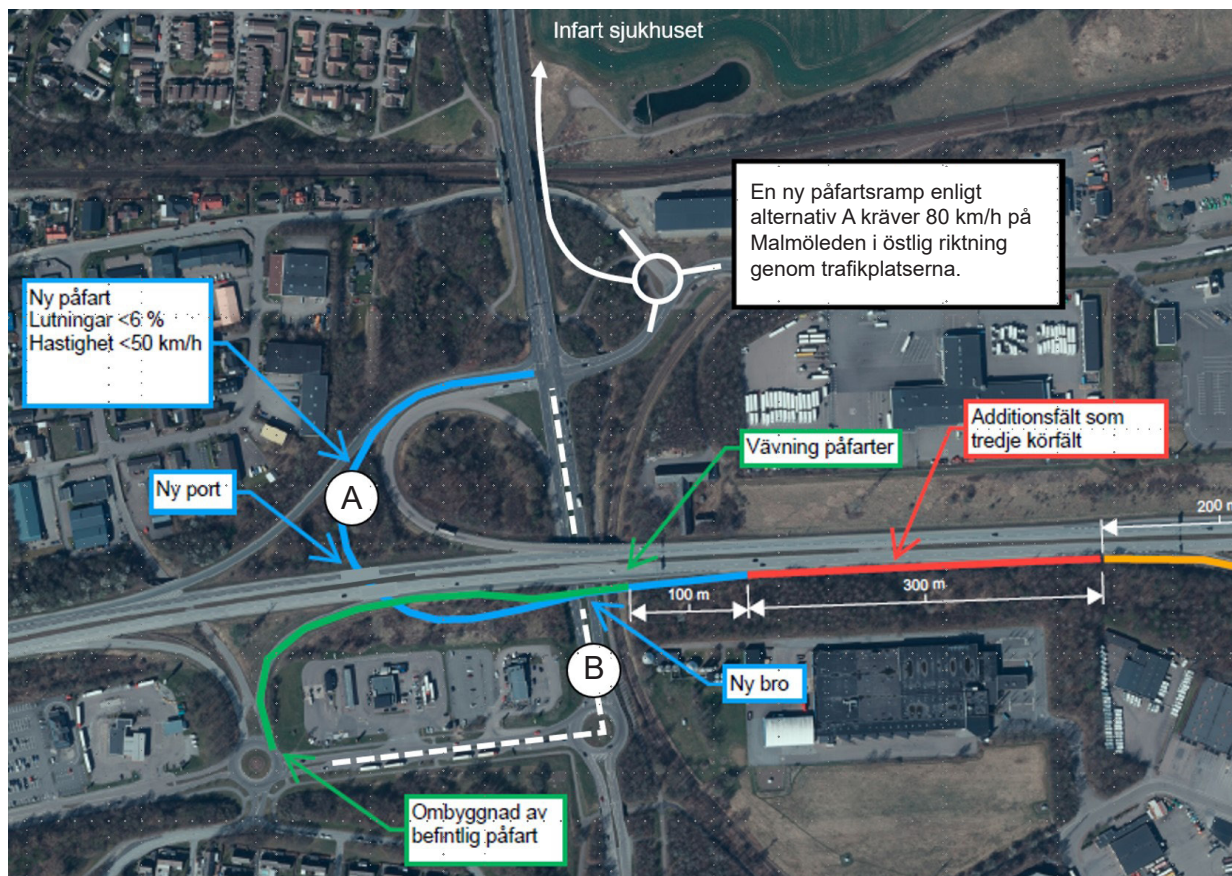 Infart sjukhuset
En ny påfartsramp enligt
alternativ A kräver 80 km/h på
Malmöleden i östlig riktning
genom trafikplatserna.
Ny påfart
Lutningar <6 %
Hastighet <50 km/h
Additionsfält som
tredje körfält
Vävning påfarter
Ny port
A
200 m
100 m
300 m
B
Ny bro
Ombyggnad av
befintlig påfart